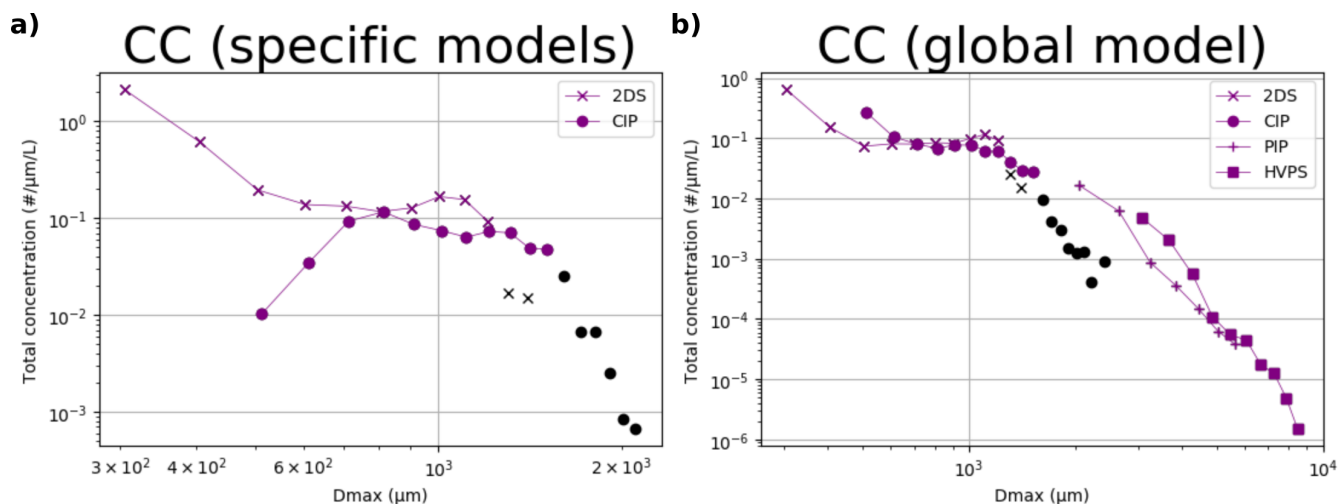 a)
CC (specific models)
2DS
CIP
Total concentration (#/μm/L)
10⁰
10⁻¹
10⁻²
10⁻³
3 × 10²
4 × 10²
6 × 10²
10³
2 × 10³
Dmax (μm)
b)
CC (global model)
2DS
CIP
PIP
HVPS
Total concentration (#/μm/L)
10⁰
10⁻¹
10⁻²
10⁻³
10⁻⁴
10⁻⁵
10⁻⁶
10³
10⁴
Dmax (μm)